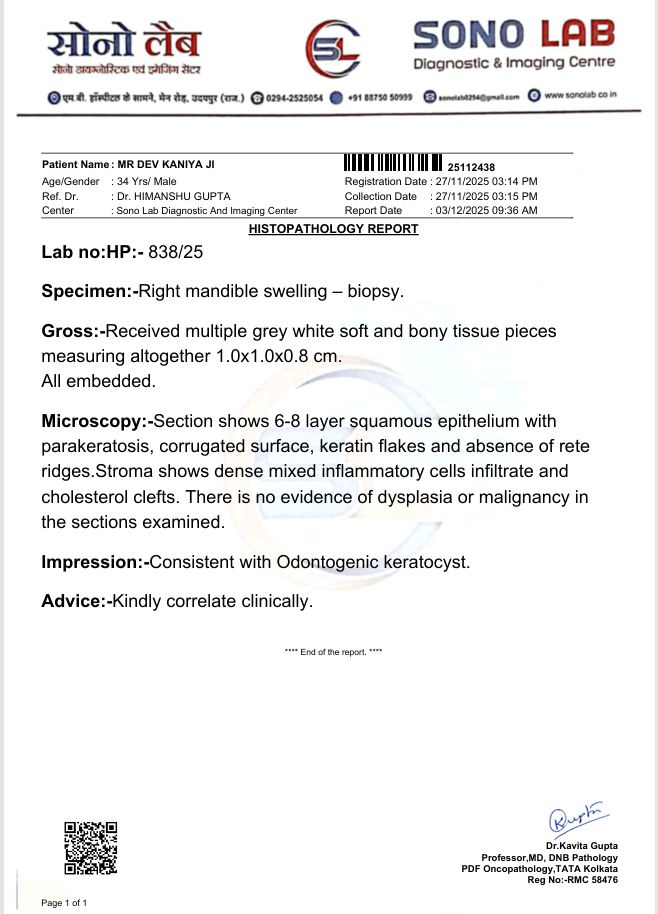 सोनो लैब
सोनो डायग्नोस्टिक एवं इमेजिंग सेंटर
SL
SONO LAB
Diagnostic & Imaging Centre
एम.बी. हॉस्पीटल के सामने, मेन रोड़, उदयपुर (राज.) 0294-2525054 +91 88750 50999 sonolab0294@gmail.com www.sonolab.co.in
Patient Name : MR DEV KANIYA JI 25112438
Age/Gender : 34 Yrs/ Male Registration Date : 27/11/2025 03:14 PM
Ref. Dr. : Dr. HIMANSHU GUPTA Collection Date : 27/11/2025 03:15 PM
Center : Sono Lab Diagnostic And Imaging Center Report Date : 03/12/2025 09:36 AM
HISTOPATHOLOGY REPORT
Lab no:HP:- 838/25
Specimen:-Right mandible swelling – biopsy.
Gross:-Received multiple grey white soft and bony tissue pieces
measuring altogether 1.0x1.0x0.8 cm.
All embedded.
Microscopy:-Section shows 6-8 layer squamous epithelium with
parakeratosis, corrugated surface, keratin flakes and absence of rete
ridges.Stroma shows dense mixed inflammatory cells infiltrate and
cholesterol clefts. There is no evidence of dysplasia or malignancy in
the sections examined.
Impression:-Consistent with Odontogenic keratocyst.
Advice:-Kindly correlate clinically.
**** End of the report. ****
KGupta
Dr.Kavita Gupta
Professor,MD, DNB Pathology
PDF Oncopathology,TATA Kolkata
Reg No:-RMC 58476
Page 1 of 1